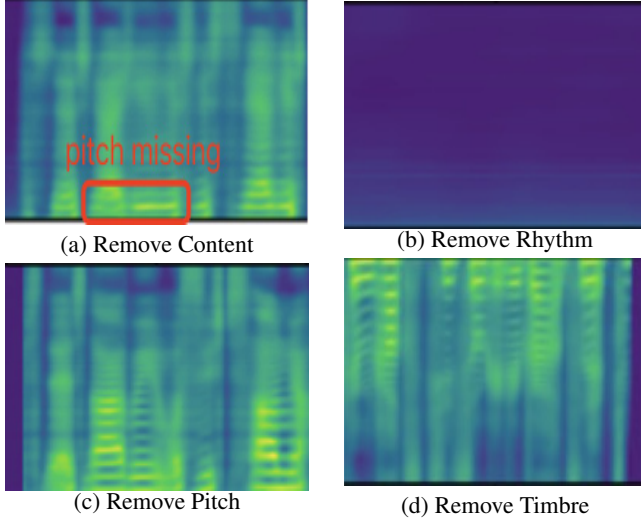 pitch missing
(a) Remove Content
(b) Remove Rhythm
(c) Remove Pitch
(d) Remove Timbre